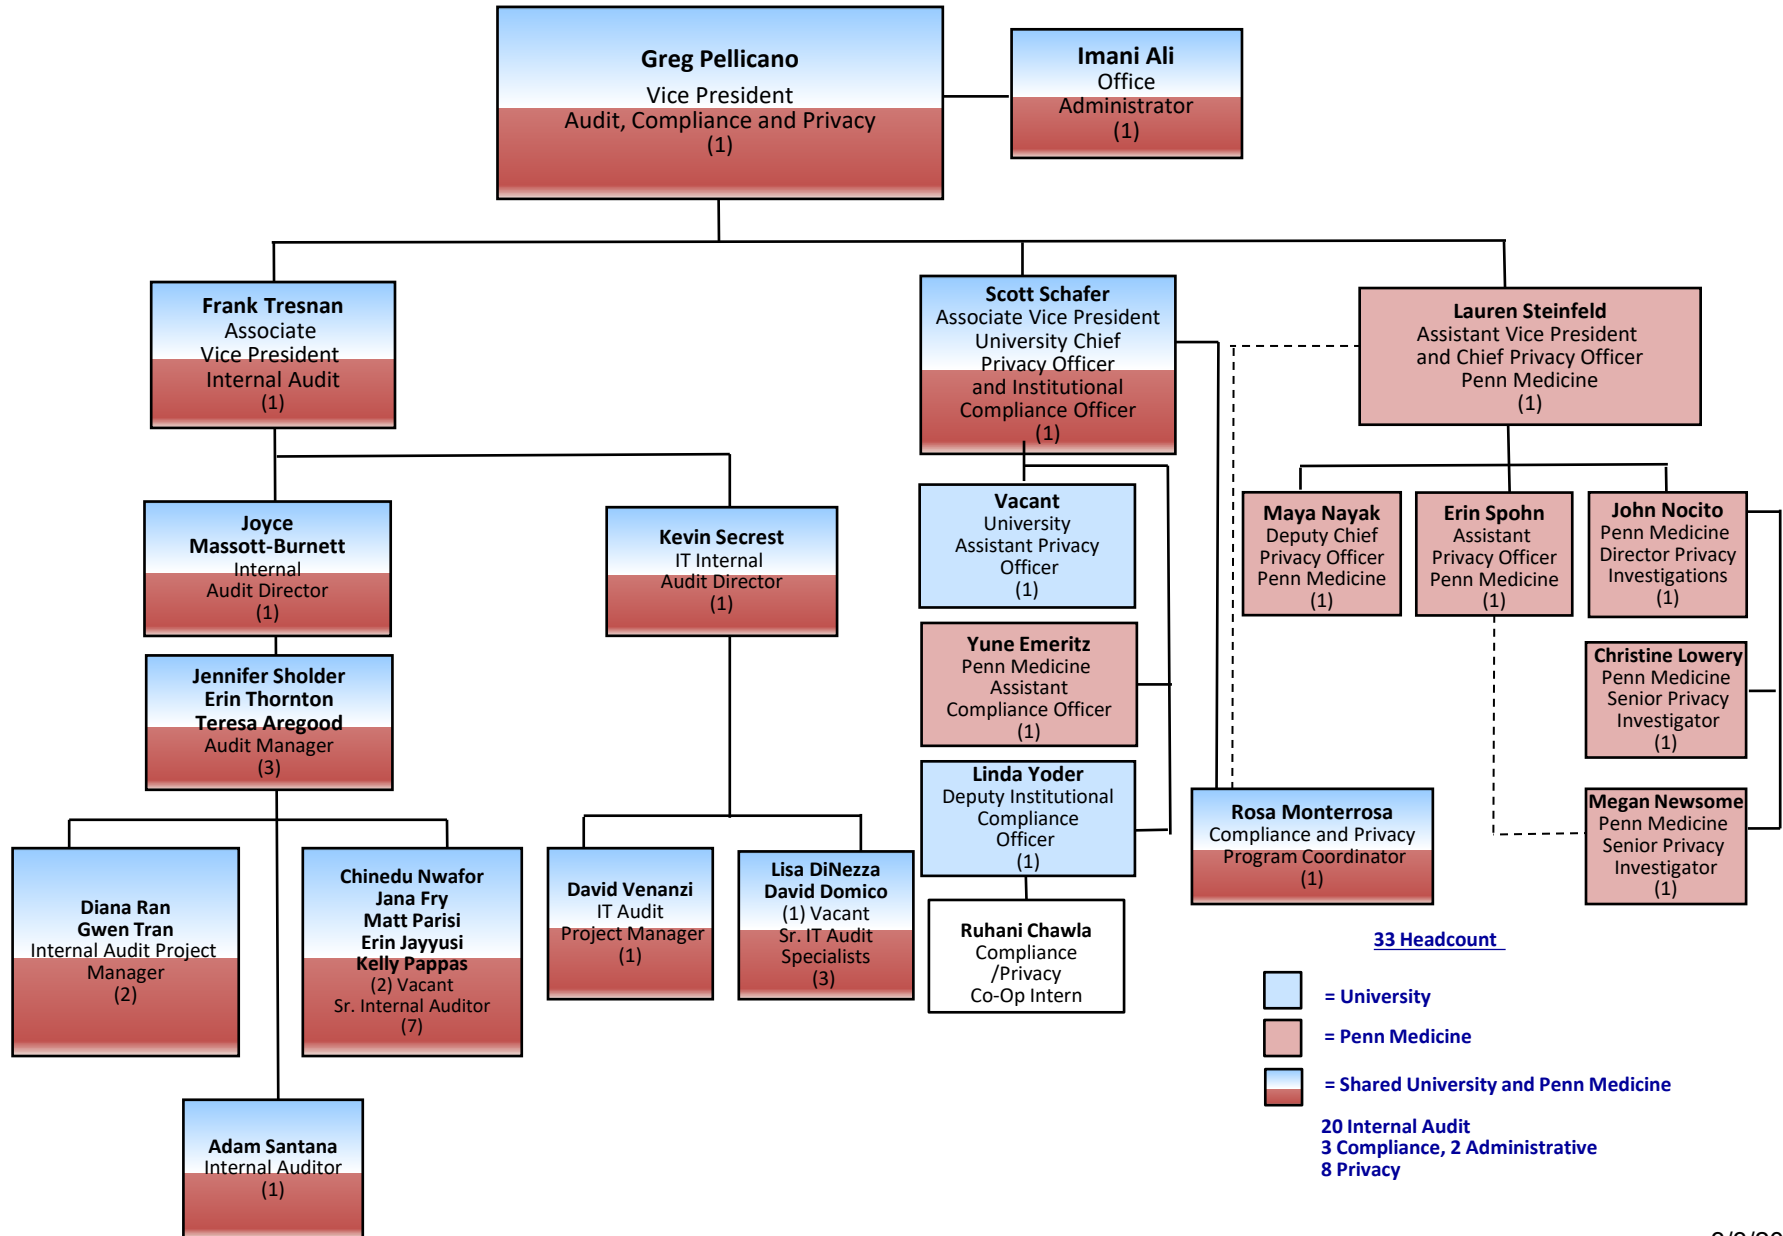 Greg Pellicano
Vice President
Audit, Compliance and Privacy
(1)
Imani Ali
Office
Administrator
(1)
Frank Tresnan
Associate
Vice President
Internal Audit
(1)
Scott Schafer
Associate Vice President
University Chief
Privacy Officer
and Institutional
Compliance Officer
(1)
Lauren Steinfeld
Assistant Vice President
and Chief Privacy Officer
Penn Medicine
(1)
Joyce
Massott-Burnett
Internal
Audit Director
(1)
Kevin Secrest
IT Internal
Audit Director
(1)
Vacant
University
Assistant Privacy
Officer
(1)
Maya Nayak
Deputy Chief
Privacy Officer
Penn Medicine
(1)
Erin Spohn
Assistant
Privacy Officer
Penn Medicine
(1)
John Nocito
Penn Medicine
Director Privacy
Investigations
(1)
Jennifer Sholder
Erin Thornton
Teresa Aregood
Audit Manager
(3)
Yune Emeritz
Penn Medicine
Assistant
Compliance Officer
(1)
Christine Lowery
Penn Medicine
Senior Privacy
Investigator
(1)
Linda Yoder
Deputy Institutional
Compliance
Officer
(1)
Rosa Monterrosa
Compliance and Privacy
Program Coordinator
(1)
Megan Newsome
Penn Medicine
Senior Privacy
Investigator
(1)
Diana Ran
Gwen Tran
Internal Audit Project
Manager
(2)
Chinedu Nwafor
Jana Fry
Matt Parisi
Erin Jayyusi
Kelly Pappas
(2) Vacant
Sr. Internal Auditor
(7)
David Venanzi
IT Audit
Project Manager
(1)
Lisa DiNezza
David Domico
(1) Vacant
Sr. IT Audit
Specialists
(3)
Ruhani Chawla
Compliance
/Privacy
Co-Op Intern
Adam Santana
Internal Auditor
(1)
33 Headcount
= University
= Penn Medicine
= Shared University and Penn Medicine
20 Internal Audit
3 Compliance, 2 Administrative
8 Privacy